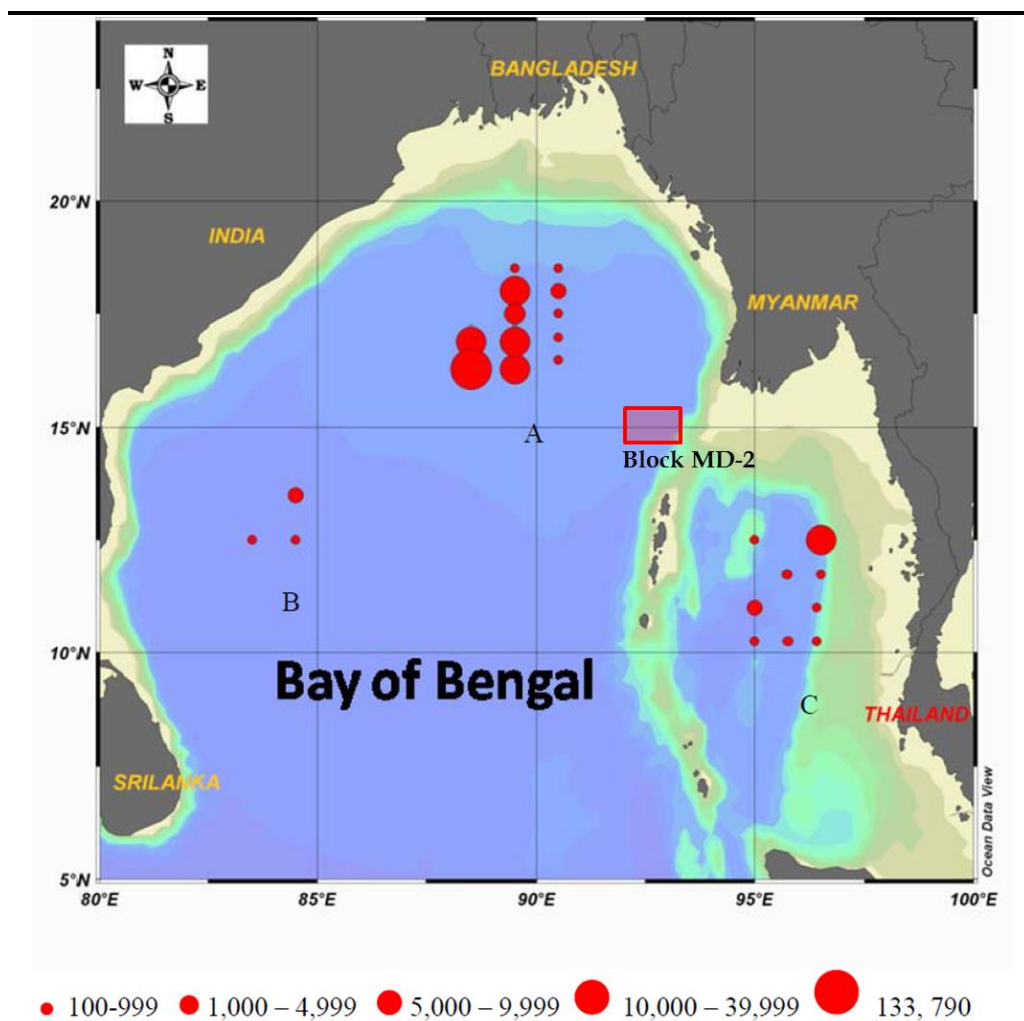 N
W E
S
BANGLADESH
20°N
INDIA
MYANMAR
15°N
A
Block MD-2
B
10°N
Bay of Bengal
C
THAILAND
SRILANKA
Ocean Data View
5°N
80°E 85°E 90°E 95°E 100°E
100-999 1,000 – 4,999 5,000 – 9,999 10,000 – 39,999 133, 790